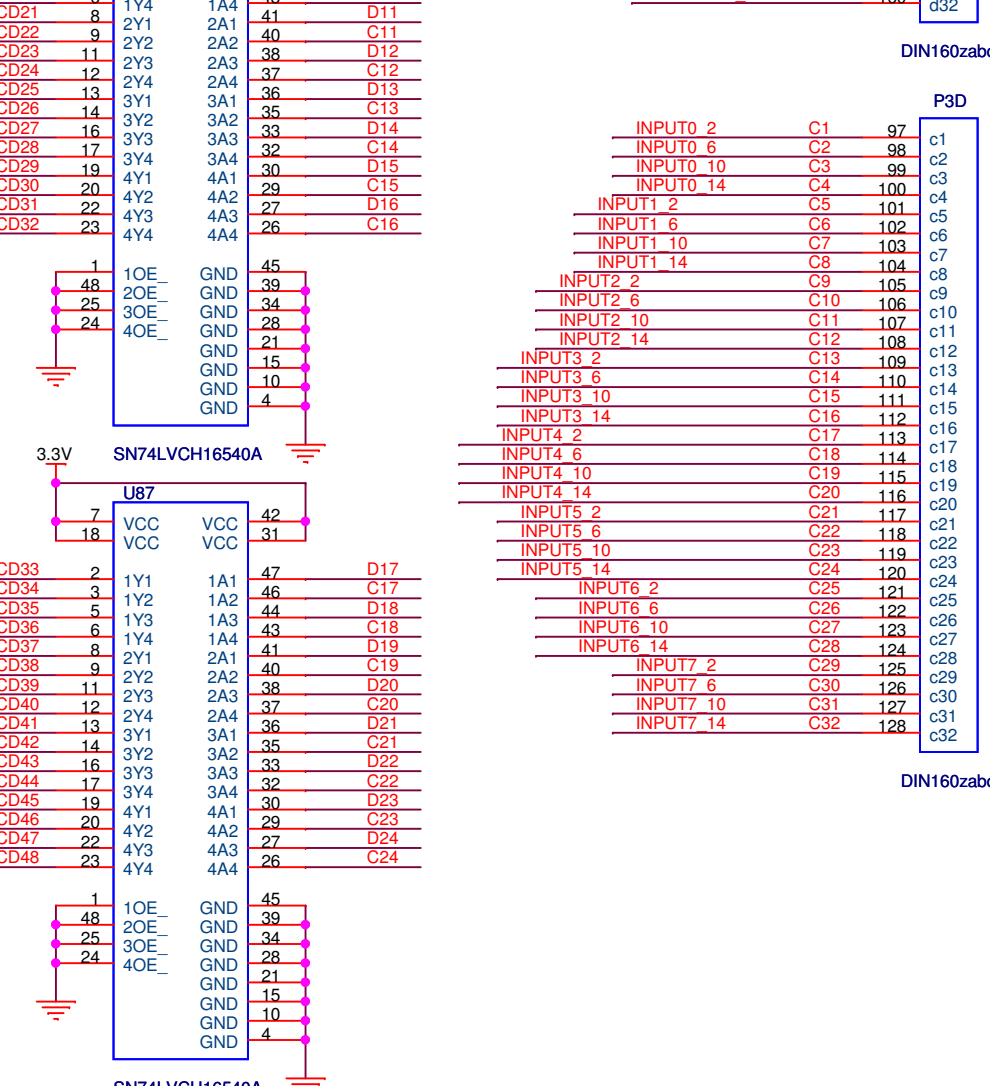 1Y4 1A4
CD21 8 2Y1 2A1 41 D11
CD22 9 2Y2 2A2 40 C11
CD23 11 2Y3 2A3 38 D12
CD24 12 2Y4 2A4 37 C12
CD25 13 3Y1 3A1 36 D13
CD26 14 3Y2 3A2 35 C13
CD27 16 3Y3 3A3 33 D14
CD28 17 3Y4 3A4 32 C14
CD29 19 4Y1 4A1 30 D15
CD30 20 4Y2 4A2 29 C15
CD31 22 4Y3 4A3 27 D16
CD32 23 4Y4 4A4 26 C16
1 1OE_ GND 45
48 2OE_ GND 39
25 3OE_ GND 34
24 4OE_ GND 28
GND 21
GND 15
GND 10
GND 4
SN74LVCH16540A
3.3V
U87
7 VCC VCC 42
18 VCC VCC 31
CD33 2 1Y1 1A1 47 D17
CD34 3 1Y2 1A2 46 C17
CD35 5 1Y3 1A3 44 D18
CD36 6 1Y4 1A4 43 C18
CD37 8 2Y1 2A1 41 D19
CD38 9 2Y2 2A2 40 C19
CD39 11 2Y3 2A3 38 D20
CD40 12 2Y4 2A4 37 C20
CD41 13 3Y1 3A1 36 D21
CD42 14 3Y2 3A2 35 C21
CD43 16 3Y3 3A3 33 D22
CD44 17 3Y4 3A4 32 C22
CD45 19 4Y1 4A1 30 D23
CD46 20 4Y2 4A2 29 C23
CD47 22 4Y3 4A3 27 D24
CD48 23 4Y4 4A4 26 C24
1 1OE_ GND 45
48 2OE_ GND 39
25 3OE_ GND 34
24 4OE_ GND 28
GND 21
GND 15
GND 10
GND 4
SN74LVCH16540A
d32
DIN160zabc
P3D
INPUT0_2 C1 97 c1
INPUT0_6 C2 98 c2
INPUT0_10 C3 99 c3
INPUT0_14 C4 100 c4
INPUT1_2 C5 101 c5
INPUT1_6 C6 102 c6
INPUT1_10 C7 103 c7
INPUT1_14 C8 104 c8
INPUT2_2 C9 105 c9
INPUT2_6 C10 106 c10
INPUT2_10 C11 107 c11
INPUT2_14 C12 108 c12
INPUT3_2 C13 109 c13
INPUT3_6 C14 110 c14
INPUT3_10 C15 111 c15
INPUT3_14 C16 112 c16
INPUT4_2 C17 113 c17
INPUT4_6 C18 114 c18
INPUT4_10 C19 115 c19
INPUT4_14 C20 116 c20
INPUT5_2 C21 117 c21
INPUT5_6 C22 118 c22
INPUT5_10 C23 119 c23
INPUT5_14 C24 120 c24
INPUT6_2 C25 121 c25
INPUT6_6 C26 122 c26
INPUT6_10 C27 123 c27
INPUT6_14 C28 124 c28
INPUT7_2 C29 125 c29
INPUT7_6 C30 126 c30
INPUT7_10 C31 127 c31
INPUT7_14 C32 128 c32
DIN160zabc